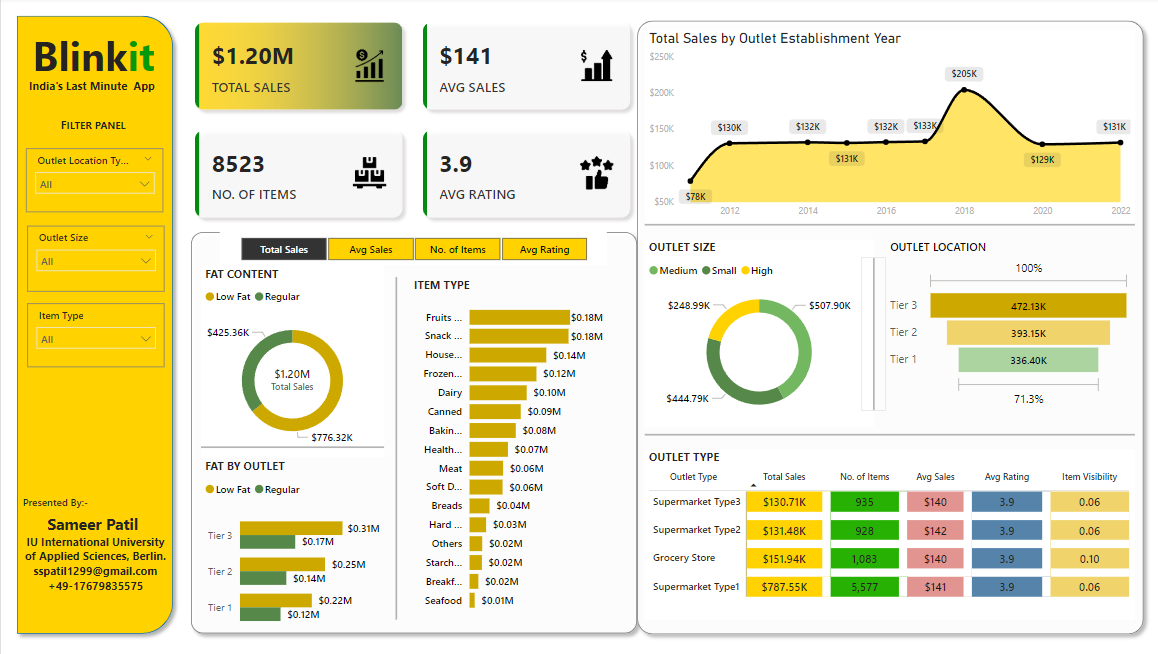 Blinkit
India's Last Minute App
FILTER PANEL
Outlet Location Ty...
All
Outlet Size
All
Item Type
All
Presented By:-
Sameer Patil
IU International University
of Applied Sciences, Berlin.
sspatil1299@gmail.com
+49-17679835575
$1.20M
TOTAL SALES
$141
AVG SALES
8523
NO. OF ITEMS
3.9
AVG RATING
Total Sales Avg Sales No. of Items Avg Rating
FAT CONTENT
Low Fat Regular
$425.36K
$1.20M
Total Sales
$776.32K
FAT BY OUTLET
Low Fat Regular
Tier 3 $0.31M
$0.17M
Tier 2 $0.25M
$0.14M
Tier 1 $0.22M
$0.12M
ITEM TYPE
Fruits ... $0.18M
Snack ... $0.18M
House... $0.14M
Frozen... $0.12M
Dairy $0.10M
Canned $0.09M
Bakin... $0.08M
Health... $0.07M
Meat $0.06M
Soft D... $0.06M
Breads $0.04M
Hard ... $0.03M
Others $0.02M
Starch... $0.02M
Breakf... $0.02M
Seafood $0.01M
Total Sales by Outlet Establishment Year
$250K
$200K
$150K
$100K
$50K
$78K $130K $132K $131K $132K $133K $205K $129K $131K
2012 2014 2016 2018 2020 2022
OUTLET SIZE
Medium Small High
$248.99K $507.90K
$444.79K
OUTLET LOCATION
100%
Tier 3 472.13K
Tier 2 393.15K
Tier 1 336.40K
71.3%
OUTLET TYPE
Outlet Type Total Sales No. of Items Avg Sales Avg Rating Item Visibility
Supermarket Type3 $130.71K 935 $140 3.9 0.06
Supermarket Type2 $131.48K 928 $142 3.9 0.06
Grocery Store $151.94K 1,083 $140 3.9 0.10
Supermarket Type1 $787.55K 5,577 $141 3.9 0.06